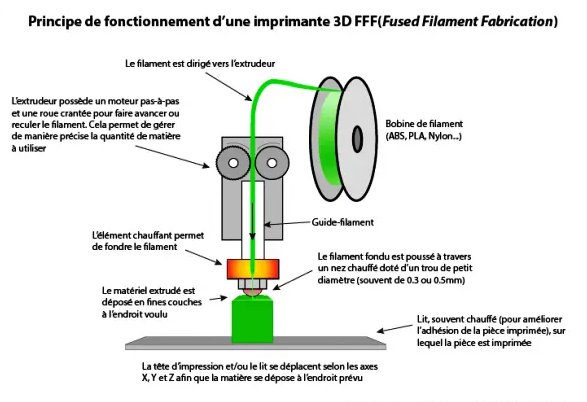 Principe de fonctionnement d'une imprimante 3D FFF(Fused Filament Fabrication)
Le filament est dirigé vers l'extrudeur
L'extrudeur possède un moteur pas-à-pas
et une roue crantée pour faire avancer ou
reculer le filament. Cela permet de gérer
de manière précise la quantité de matière
à utiliser
Bobine de filament
(ABS, PLA, Nylon...)
Guide-filament
L'élément chauffant permet
de fondre le filament
Le filament fondu est poussé à travers
un nez chauffé doté d'un trou de petit
diamètre (souvent de 0.3 ou 0.5mm)
Le matériel extrudé est
déposé en fines couches
à l'endroit voulu
Lit, souvent chauffé (pour améliorer
l'adhésion de la pièce imprimée), sur
lequel la pièce est imprimée
La tête d'impression et/ou le lit se déplacent selon les axes
X, Y et Z afin que la matière se dépose à l'endroit prévu